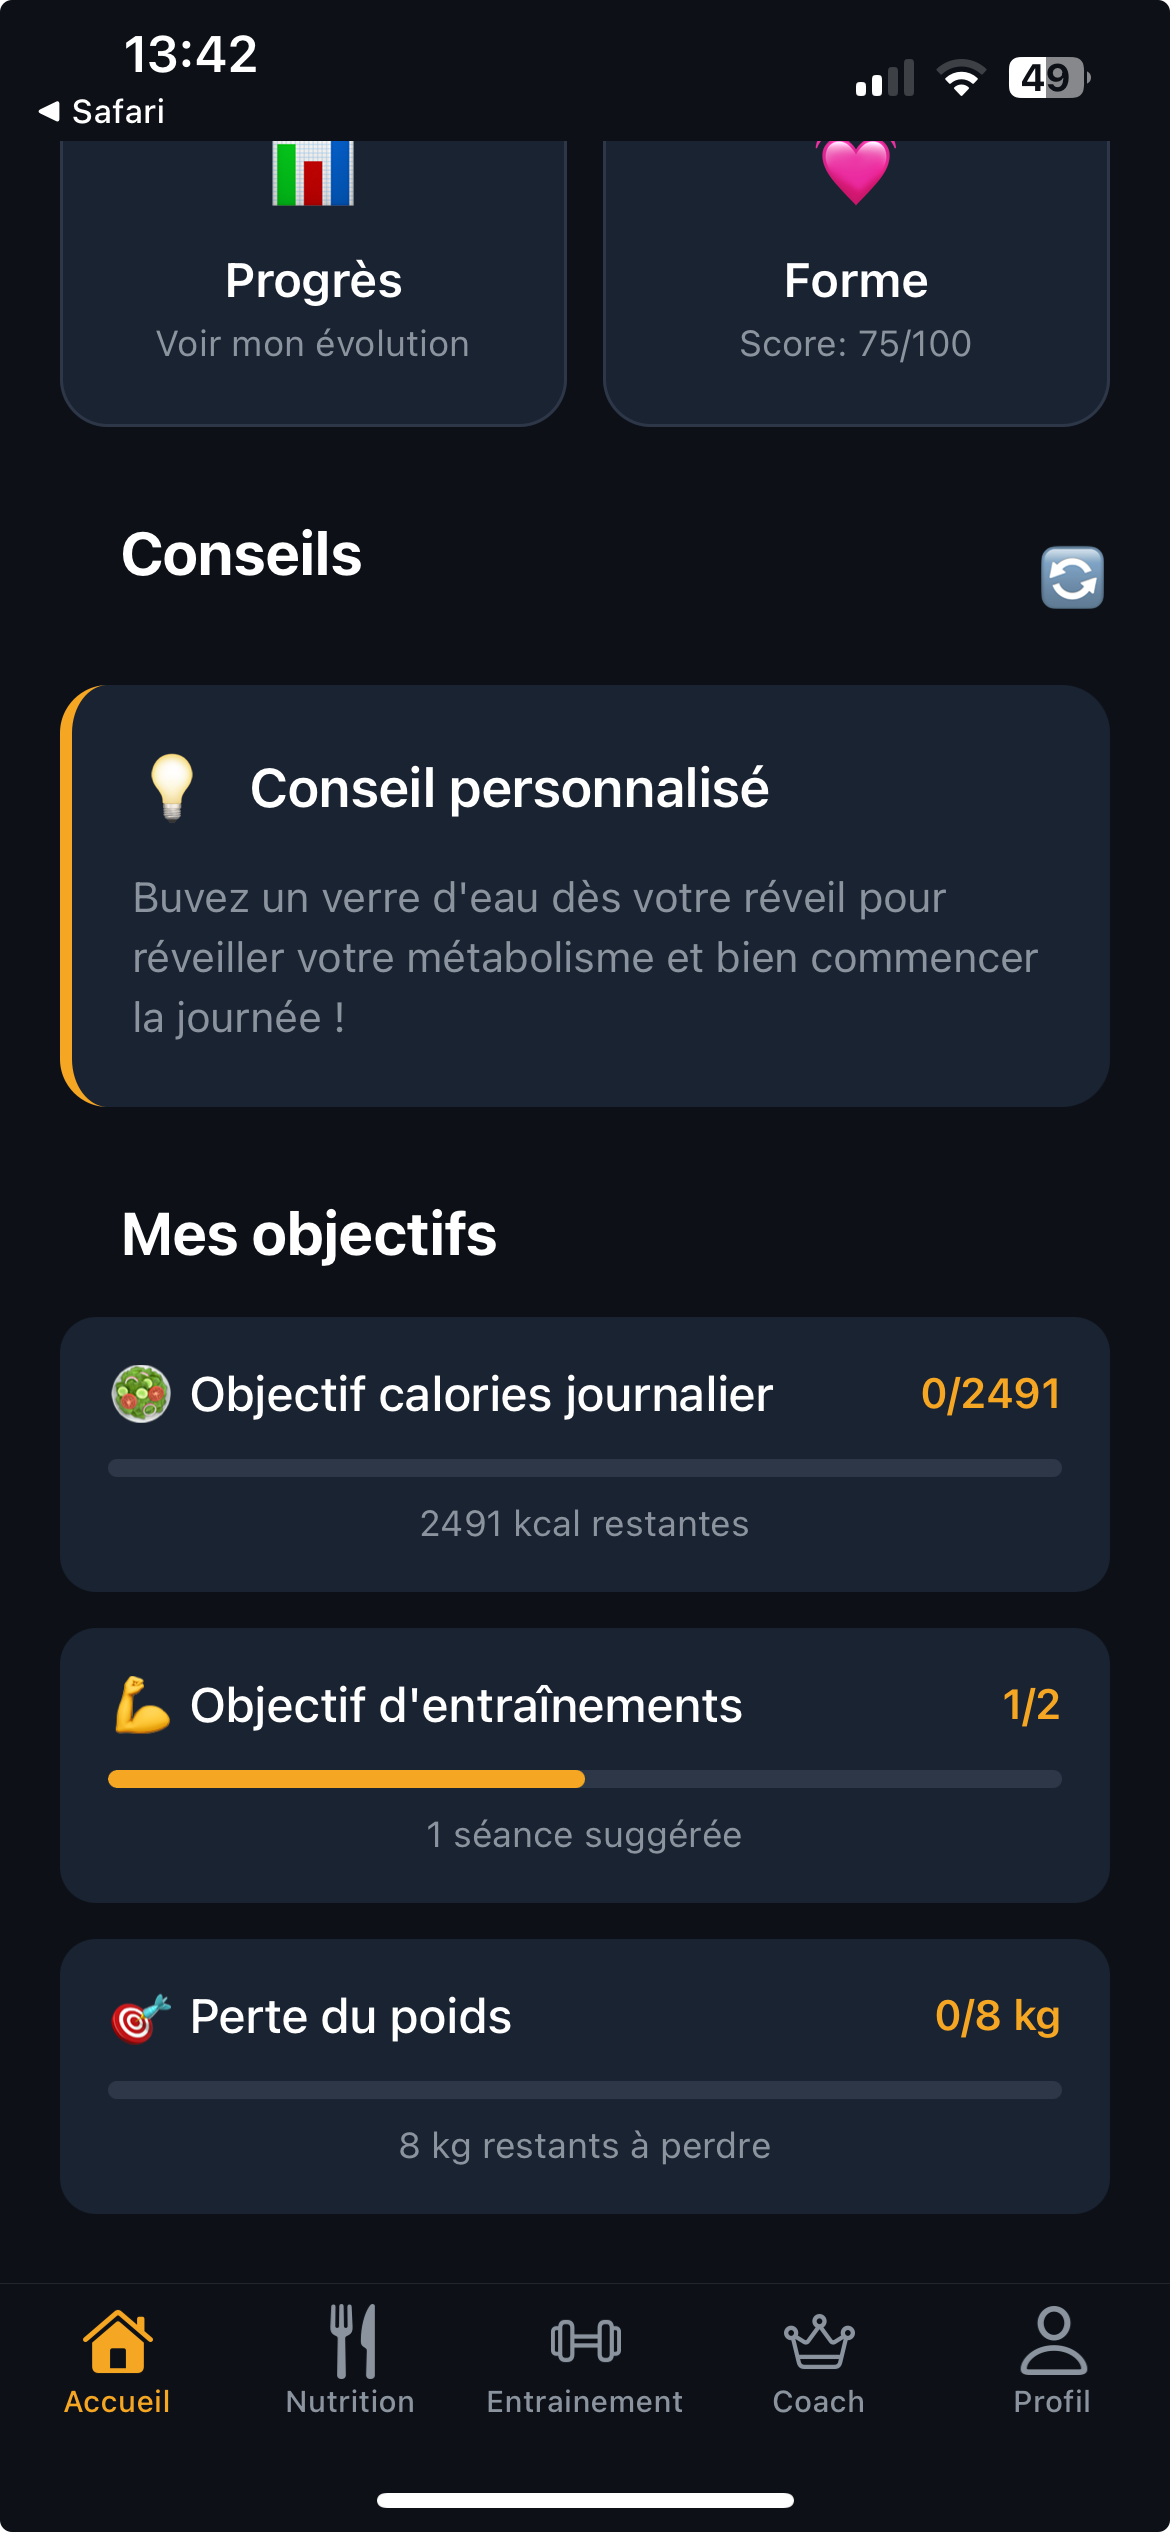 13:42
49
Safari
Progrès
Forme
Voir mon évolution
Score: 75/100
Conseils
Conseil personnalisé
Buvez un verre d'eau dès votre réveil pour
réveiller votre métabolisme et bien commencer
la journée !
Mes objectifs
Objectif calories journalier 0/2491
2491 kcal restantes
Objectif d'entraînements 1/2
1 séance suggérée
Perte du poids 0/8 kg
8 kg restants à perdre
Accueil Nutrition Entrainement Coach Profil